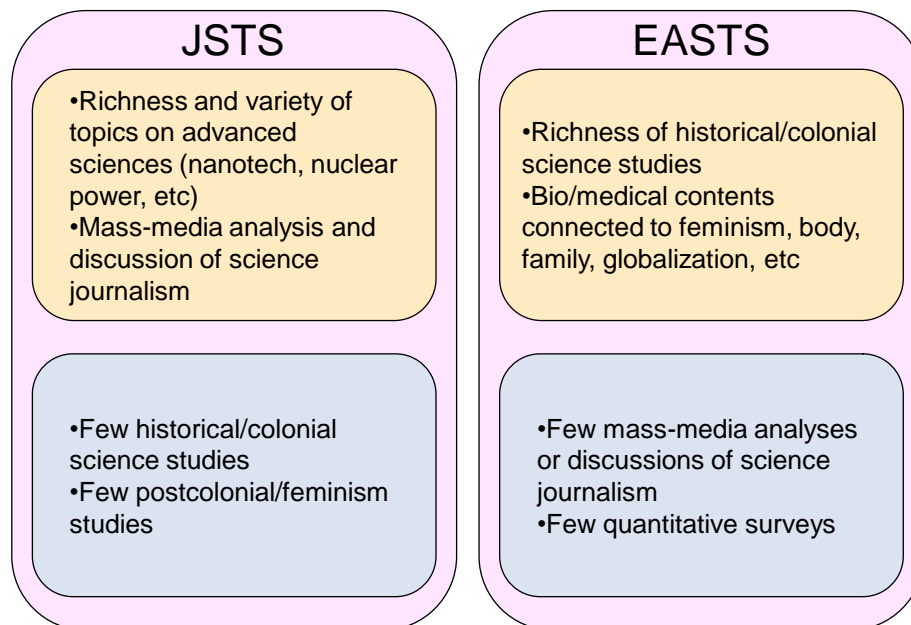 JSTS
•Richness and variety of
topics on advanced
sciences (nanotech, nuclear
power, etc)
•Mass-media analysis and
discussion of science
journalism
•Few historical/colonial
science studies
•Few postcolonial/feminism
studies
EASTS
•Richness of historical/colonial
science studies
•Bio/medical contents
connected to feminism, body,
family, globalization, etc
•Few mass-media analyses
or discussions of science
journalism
•Few quantitative surveys